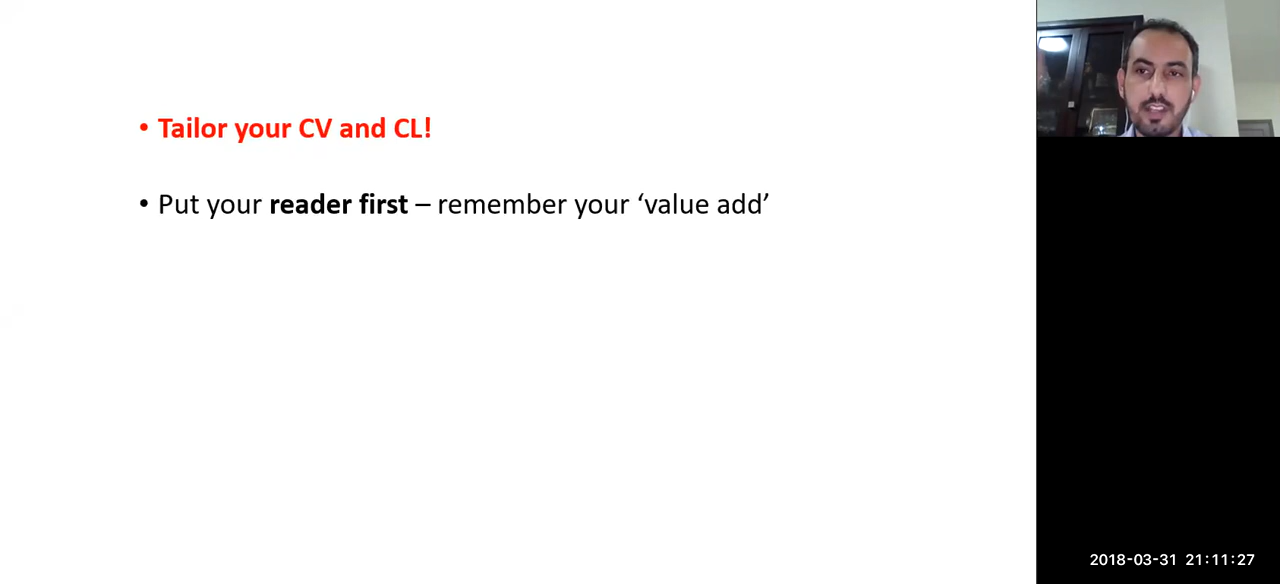 • Tailor your CV and CL!
• Put your reader first – remember your ‘value add’
2018-03-31 21:11:27